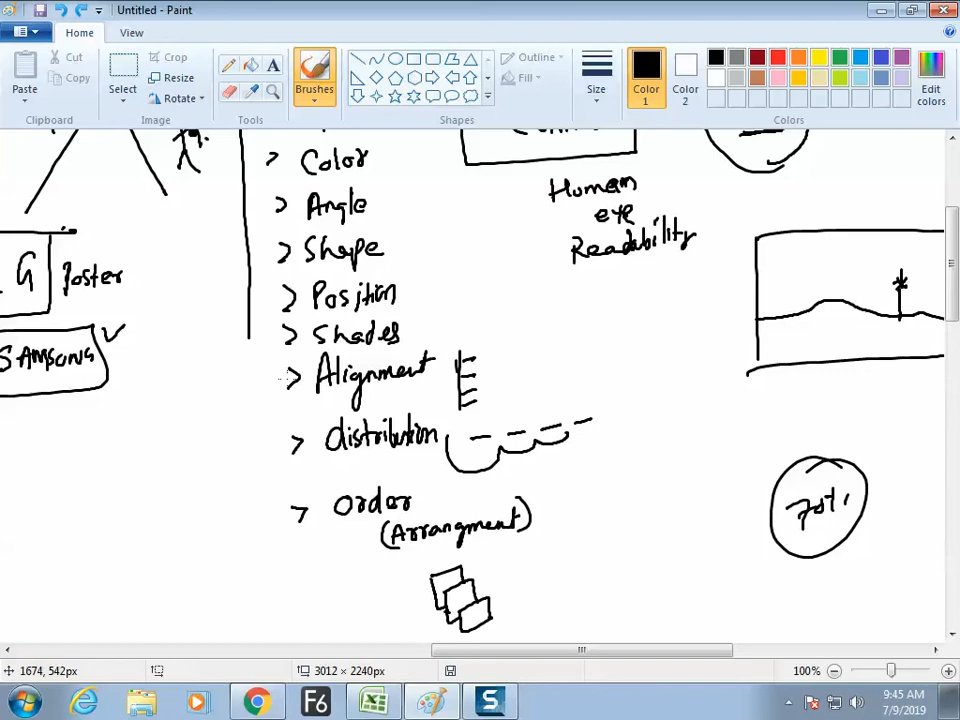 Untitled - Paint
Home
View
Paste
Cut
Copy
Clipboard
Select
Crop
Resize
Rotate
Image
Tools
Brushes
Shapes
Outline
Fill
Size
Color
1
Color
2
Colors
Edit
colors
> Color
> Angle
> Shape
> Position
> Shades
> Alignment
> distribution
> Order
(Arrangment)
Human
eye
Readability
G
Poster
SAMSONG
1674, 542px
3012 × 2240px
100%
F6
S
9:45 AM
7/9/2019